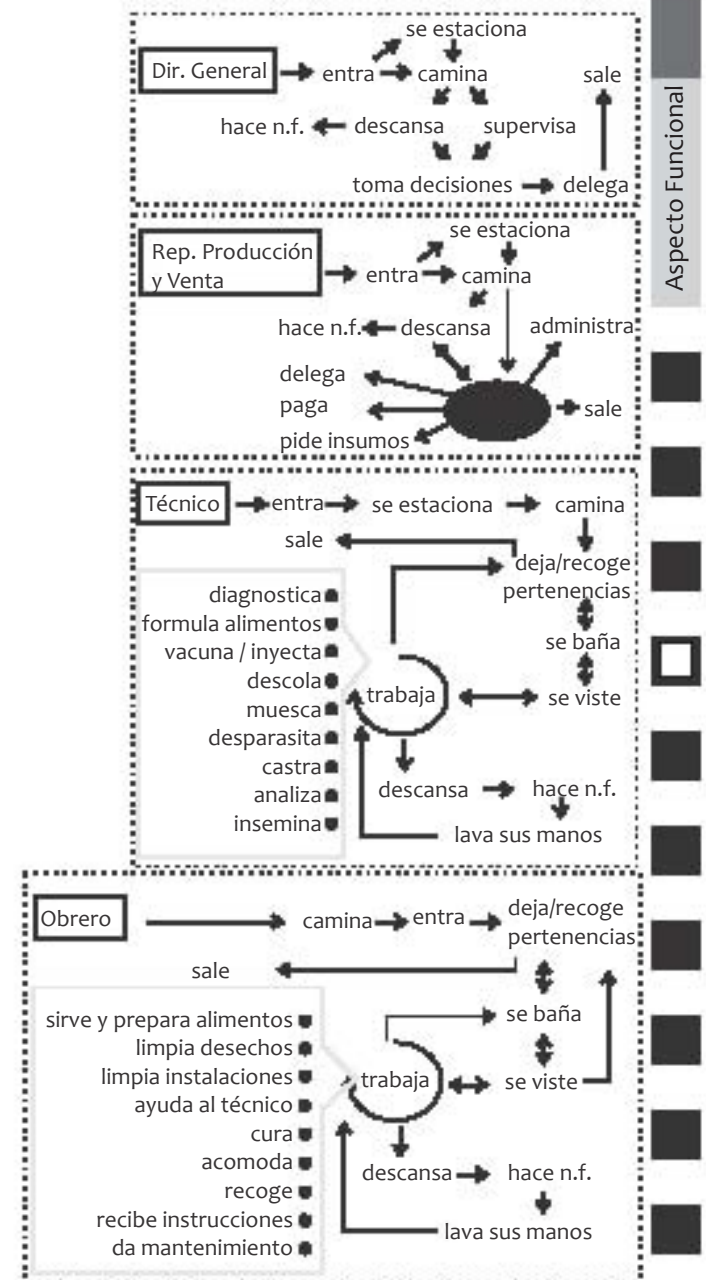 se estaciona
Dir. General entra camina sale
hace n.f. descansa supervisa
toma decisiones delega
Aspecto Funcional
se estaciona
Rep. Producción
y Venta
entra camina
hace n.f. descansa administra
delega
paga sale
pide insumos
Técnico entra se estaciona camina
sale
deja/recoge
pertenencias
diagnostica
formula alimentos
vacuna / inyecta
descola
muesca
desparasita
castra
analiza
insemina
se baña
trabaja se viste
descansa hace n.f.
lava sus manos
Obrero camina entra deja/recoge
pertenencias
sale
sirve y prepara alimentos
limpia desechos
limpia instalaciones
ayuda al técnico
cura
acomoda
recoge
recibe instrucciones
da mantenimiento
se baña
trabaja se viste
descansa hace n.f.
lava sus manos